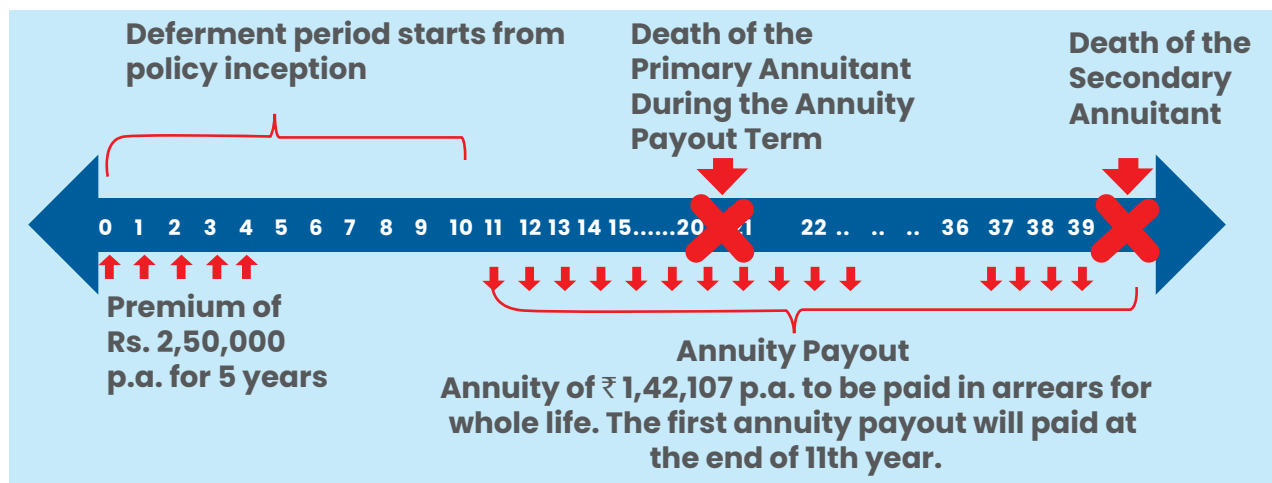 Deferment period starts from
policy inception
Death of the
Primary Annuitant
During the Annuity
Payout Term
Death of the
Secondary
Annuitant
0 1 2 3 4 5 6 7 8 9 10 11 12 13 14 15......20 22 .. .. .. 36 37 38 39
Premium of
Rs. 2,50,000
p.a. for 5 years
Annuity Payout
Annuity of ₹ 1,42,107 p.a. to be paid in arrears for
whole life. The first annuity payout will paid at
the end of 11th year.